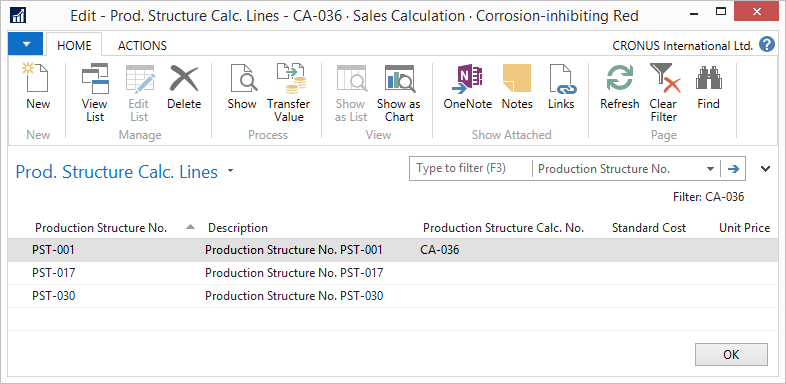 Edit - Prod. Structure Calc. Lines - CA-036 · Sales Calculation · Corrosion-inhibiting Red
HOME ACTIONS CRONUS International Ltd.
New View List Edit List Delete Show Transfer Value Show as List Show as Chart OneNote Notes Links Refresh Clear Filter Find
New Manage Process View Show Attached Page
Prod. Structure Calc. Lines Type to filter (F3) Production Structure No.
Filter: CA-036
Production Structure No. Description Production Structure Calc. No. Standard Cost Unit Price
PST-001 Production Structure No. PST-001 CA-036
PST-017 Production Structure No. PST-017
PST-030 Production Structure No. PST-030
OK